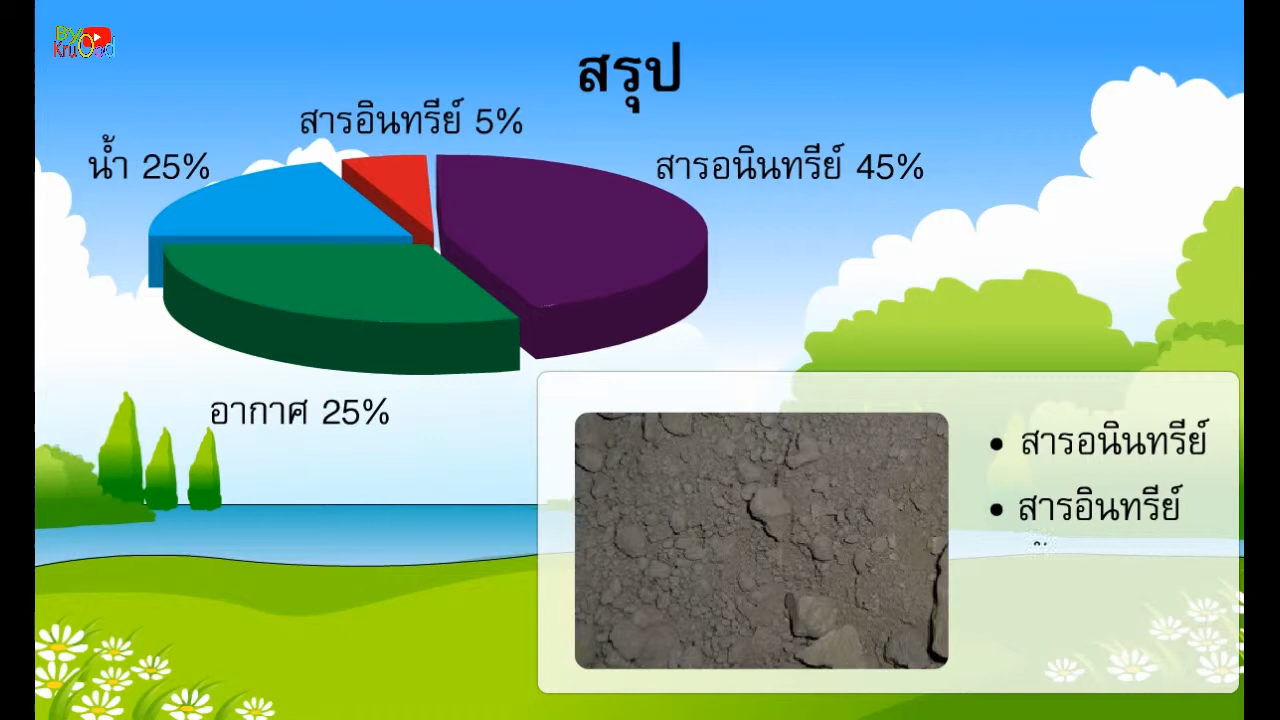 By
KruOad
สรุป
สารอินทรีย์ 5%
น้ำ 25%
สารอนินทรีย์ 45%
อากาศ 25%
• สารอนินทรีย์
• สารอินทรีย์